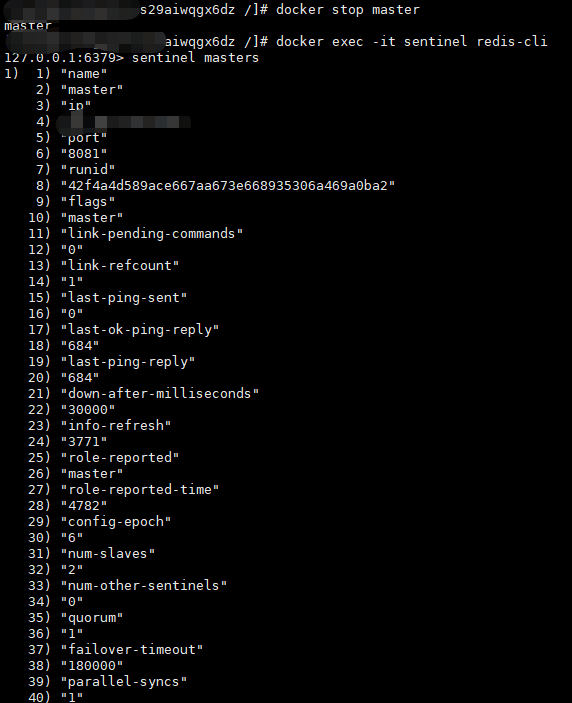 s29aiwqgx6dz /]# docker stop master
master
aiwqgx6dz /]# docker exec -it sentinel redis-cli
127.0.0.1:6379> sentinel masters
1)  1) "name"
    2) "master"
    3) "ip"
    4)
    5) "port"
    6) "8081"
    7) "runid"
    8) "42f4a4d589ace667aa673e668935306a469a0ba2"
    9) "flags"
   10) "master"
   11) "link-pending-commands"
   12) "0"
   13) "link-refcount"
   14) "1"
   15) "last-ping-sent"
   16) "0"
   17) "last-ok-ping-reply"
   18) "684"
   19) "last-ping-reply"
   20) "684"
   21) "down-after-milliseconds"
   22) "30000"
   23) "info-refresh"
   24) "3771"
   25) "role-reported"
   26) "master"
   27) "role-reported-time"
   28) "4782"
   29) "config-epoch"
   30) "6"
   31) "num-slaves"
   32) "2"
   33) "num-other-sentinels"
   34) "0"
   35) "quorum"
   36) "1"
   37) "failover-timeout"
   38) "180000"
   39) "parallel-syncs"
   40) "1"